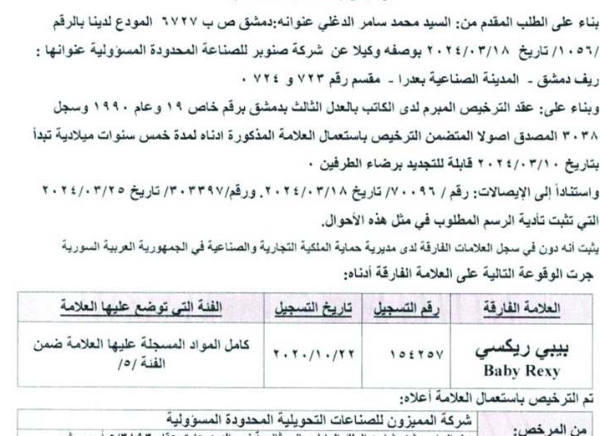 بناء على الطلب المقدم من: السيد محمد سامر الدغلي عنوانه:دمشق ص ب ٦٧٢٧ المودع لدينا بالرقم
/١٠٥٦/ تاريخ ٢٠٢٤/٠٣/١٨ بوصفه وكيلا عن شركة صنوبر للصناعة المحدودة المسؤولية عنوانها :
ريف دمشق - المدينة الصناعية بعدرا - مقسم رقم ٧٢٣ و ٧٢٤ ٠
وبناء على: عقد الترخيص المبرم لدى الكاتب بالعدل الثالث بدمشق برقم خاص ١٩ وعام ١٩٩٠ وسجل
٣٠٣٨ المصدق اصولا المتضمن الترخيص باستعمال العلامة المذكورة ادناه لمدة خمس سنوات ميلادية تبدأ
بتاريخ ٢٠٢٤/٠٣/١٠ قابلة للتجديد برضاء الطرفين ٠
واستناداً إلى الإيصالات: رقم / ٧٠٠٩٦/ تاريخ ٢٠٢٤/٠٣/١٨. ورقم/٣٠٣٣٩٧/ تاريخ ٢٠٢٤/٠٣/٢٥
التي تثبت تأدية الرسم المطلوب في مثل هذه الأحوال.
يثبت أنه دون في سجل العلامات الفارقة لدى مديرية حماية الملكية التجارية والصناعية في الجمهورية العربية السورية
جرت الوقوعة التالية على العلامة الفارقة أدناه:
العلامة الفارقة رقم التسجيل تاريخ التسجيل الفئة التي توضع عليها العلامة
بيبي ريكسي ١٥٤٢٥٧ ٢٠٢٠/١٠/٢٢ كامل المواد المسجلة عليها العلامة ضمن
Baby Rexy الفئة /٥/
تم الترخيص باستعمال العلامة أعلاه:
من المرخص: شركة المميزون للصناعات التحويلية المحدودة المسؤولية